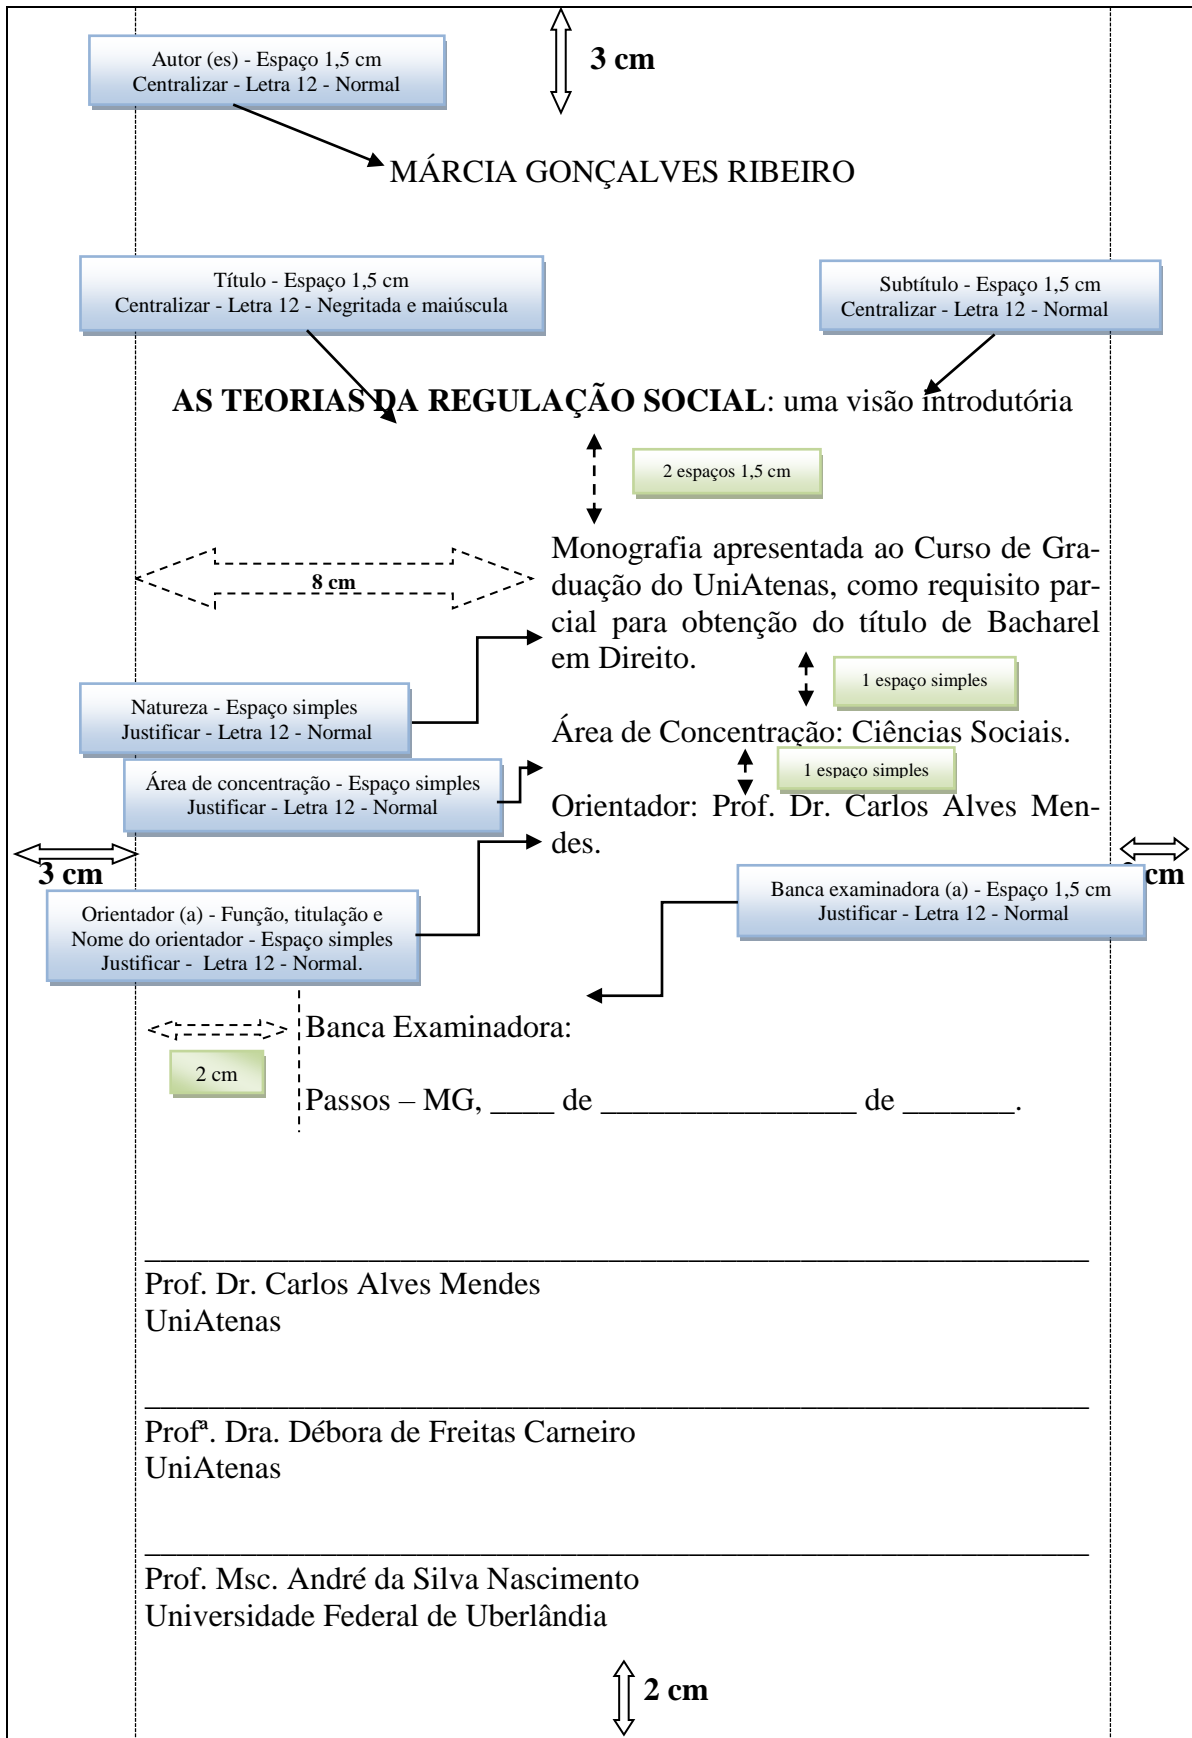 Autor (es) - Espaço 1,5 cm
Centralizar - Letra 12 - Normal
3 cm
MÁRCIA GONÇALVES RIBEIRO
Título - Espaço 1,5 cm
Centralizar - Letra 12 - Negritada e maiúscula
Subtítulo - Espaço 1,5 cm
Centralizar - Letra 12 - Normal
AS TEORIAS DA REGULAÇÃO SOCIAL: uma visão introdutória
2 espaços 1,5 cm
8 cm
Monografia apresentada ao Curso de Gra-
duação do UniAtenas, como requisito par-
cial para obtenção do título de Bacharel
em Direito.
1 espaço simples
Natureza - Espaço simples
Justificar - Letra 12 - Normal
Área de Concentração: Ciências Sociais.
1 espaço simples
Área de concentração - Espaço simples
Justificar - Letra 12 - Normal
Orientador: Prof. Dr. Carlos Alves Men-
des.
3 cm
cm
Banca examinadora (a) - Espaço 1,5 cm
Justificar - Letra 12 - Normal
Orientador (a) - Função, titulação e
Nome do orientador - Espaço simples
Justificar - Letra 12 - Normal.
Banca Examinadora:
2 cm
Passos – MG, ____ de ________________ de _______.
___________________________________________________________
Prof. Dr. Carlos Alves Mendes
UniAtenas
___________________________________________________________
Profª. Dra. Débora de Freitas Carneiro
UniAtenas
___________________________________________________________
Prof. Msc. André da Silva Nascimento
Universidade Federal de Uberlândia
2 cm